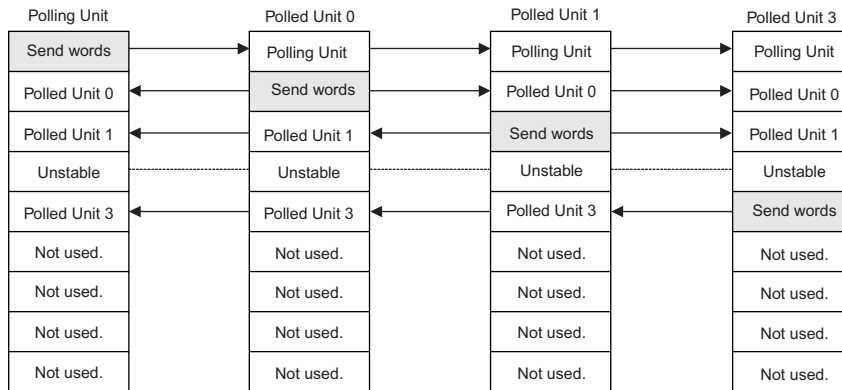 Polling Unit Polled Unit 0 Polled Unit 1 Polled Unit 3
Send words Polling Unit Polling Unit Polling Unit
Polled Unit 0 Send words Polled Unit 0 Polled Unit 0
Polled Unit 1 Polled Unit 1 Send words Polled Unit 1
Unstable Unstable Unstable Unstable
Polled Unit 3 Polled Unit 3 Polled Unit 3 Send words
Not used. Not used. Not used. Not used.
Not used. Not used. Not used. Not used.
Not used. Not used. Not used. Not used.
Not used. Not used. Not used. Not used.